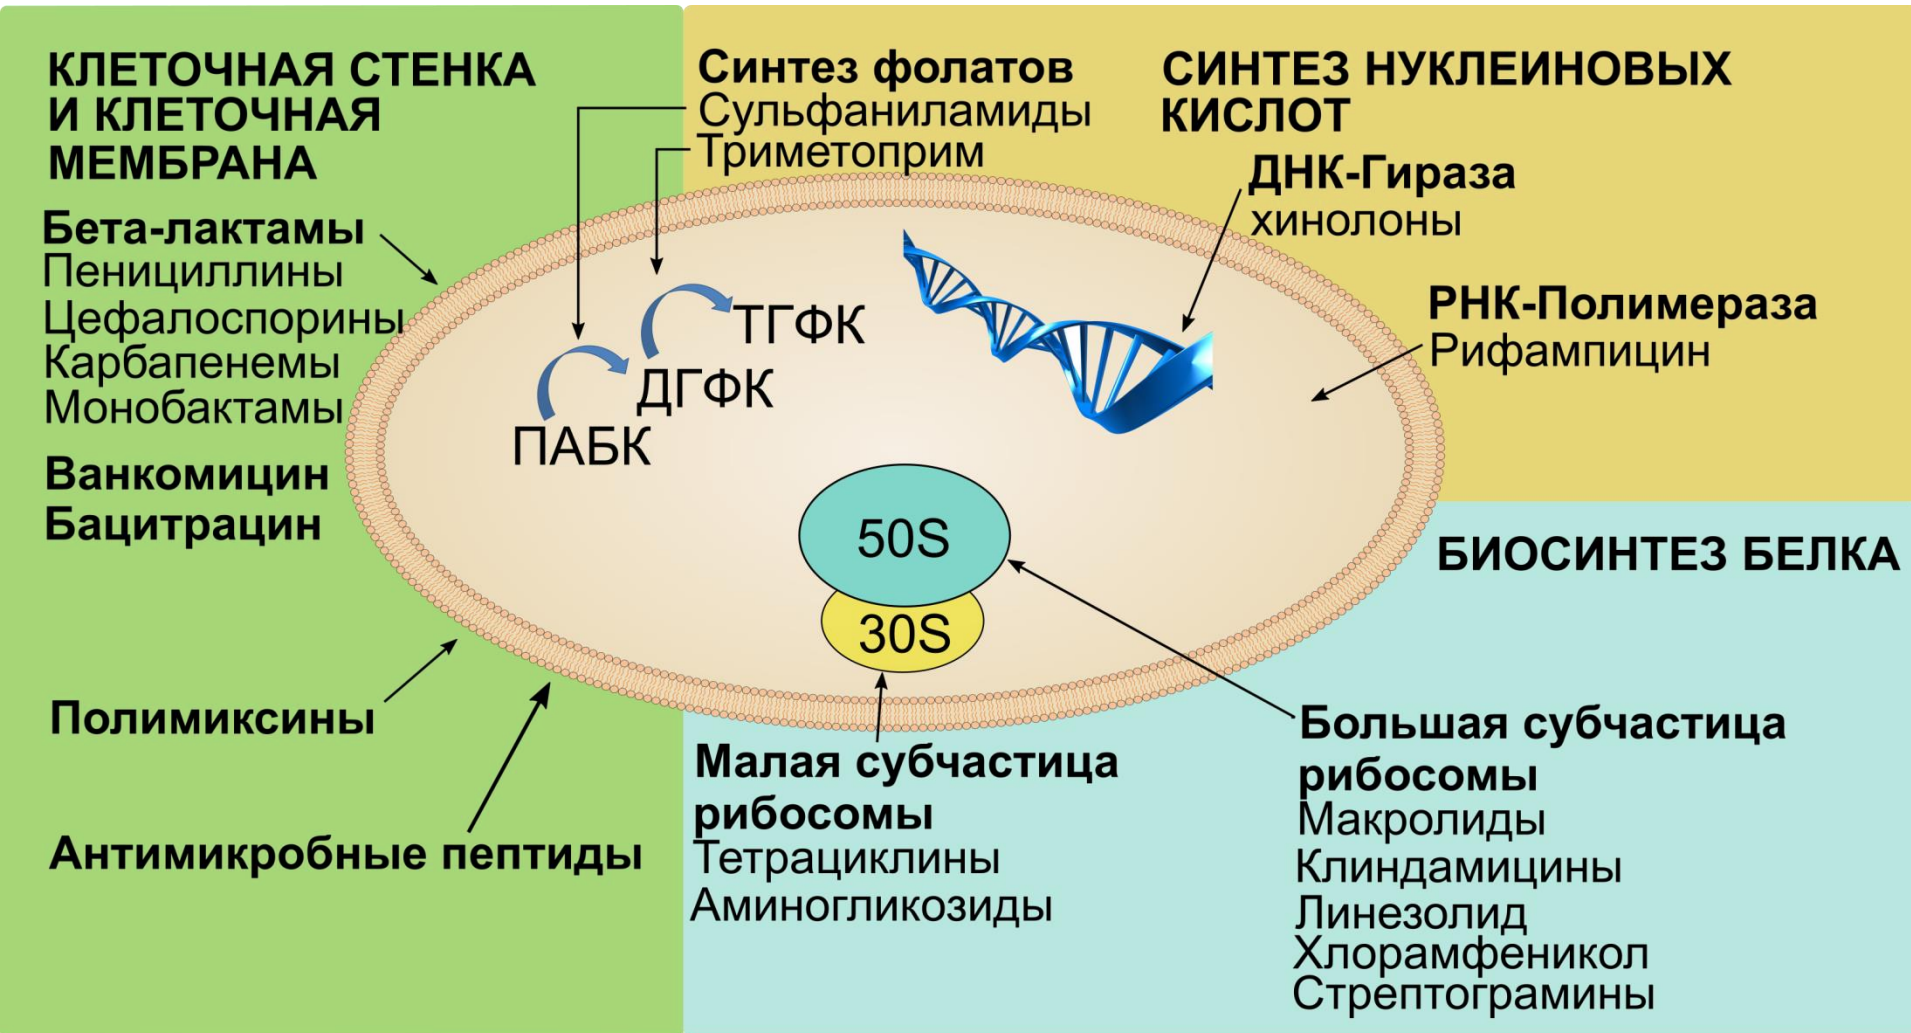 КЛЕТОЧНАЯ СТЕНКА
И КЛЕТОЧНАЯ
МЕМБРАНА
Бета-лактамы
Пенициллины
Цефалоспорины
Карбапенемы
Монобактамы
Ванкомицин
Бацитрацин
Полимиксины
Антимикробные пептиды
Синтез фолатов
Сульфаниламиды
Триметоприм
СИНТЕЗ НУКЛЕИНОВЫХ
КИСЛОТ
ДНК-Гираза
хинолоны
РНК-Полимераза
Рифампицин
ТГФК
ДГФК
ПАБК
50S
30S
БИОСИНТЕЗ БЕЛКА
Малая субчастица
рибосомы
Тетрациклины
Аминогликозиды
Большая субчастица
рибосомы
Макролиды
Клиндамицины
Линезолид
Хлорамфеникол
Стрептограмины